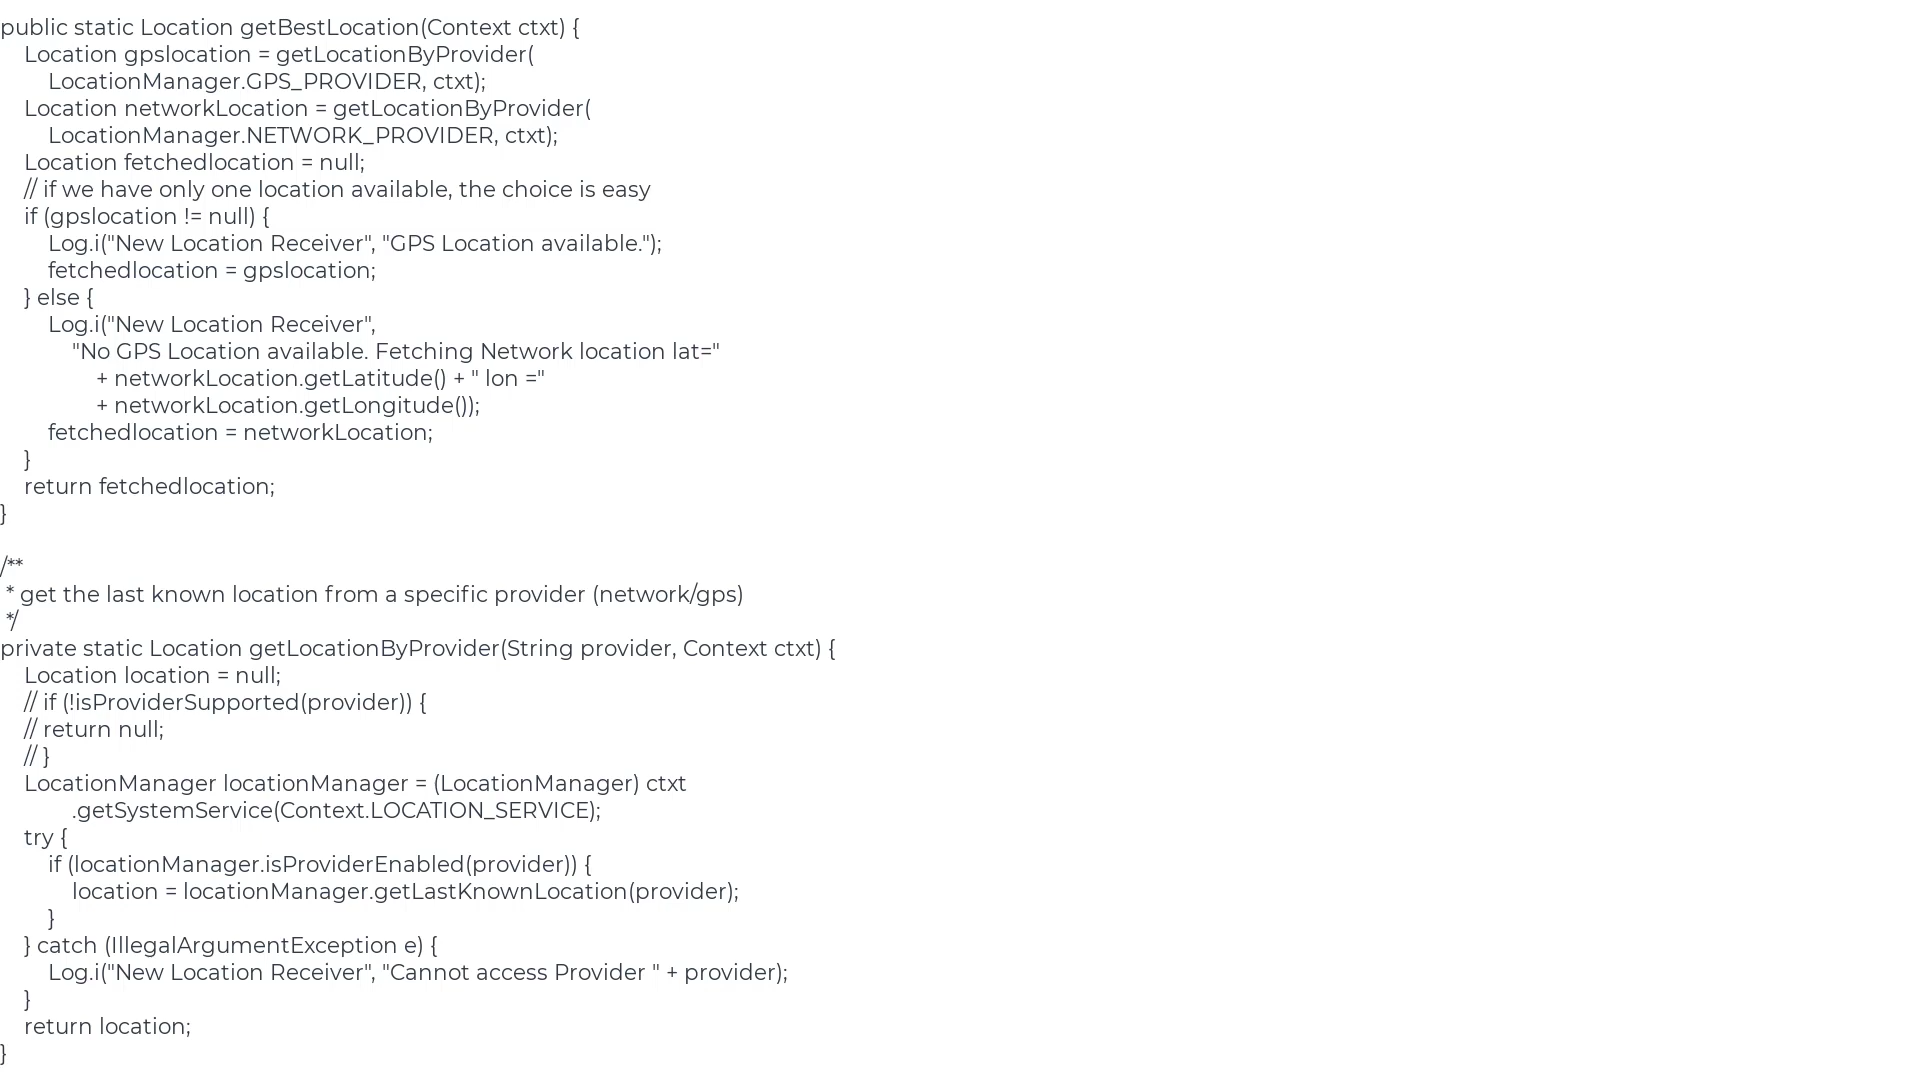 public static Location getBestLocation(Context ctxt) {
    Location gpslocation = getLocationByProvider(
        LocationManager.GPS_PROVIDER, ctxt);
    Location networkLocation = getLocationByProvider(
        LocationManager.NETWORK_PROVIDER, ctxt);
    Location fetchedlocation = null;
    // if we have only one location available, the choice is easy
    if (gpslocation != null) {
        Log.i("New Location Receiver", "GPS Location available.");
        fetchedlocation = gpslocation;
    } else {
        Log.i("New Location Receiver",
            "No GPS Location available. Fetching Network location lat="
                + networkLocation.getLatitude() + " lon ="
                + networkLocation.getLongitude());
        fetchedlocation = networkLocation;
    }
    return fetchedlocation;
}

/**
 * get the last known location from a specific provider (network/gps)
 */
private static Location getLocationByProvider(String provider, Context ctxt) {
    Location location = null;
    // if (!isProviderSupported(provider)) {
    // return null;
    // }
    LocationManager locationManager = (LocationManager) ctxt
            .getSystemService(Context.LOCATION_SERVICE);
    try {
        if (locationManager.isProviderEnabled(provider)) {
            location = locationManager.getLastKnownLocation(provider);
        }
    } catch (IllegalArgumentException e) {
        Log.i("New Location Receiver", "Cannot access Provider " + provider);
    }
    return location;
}